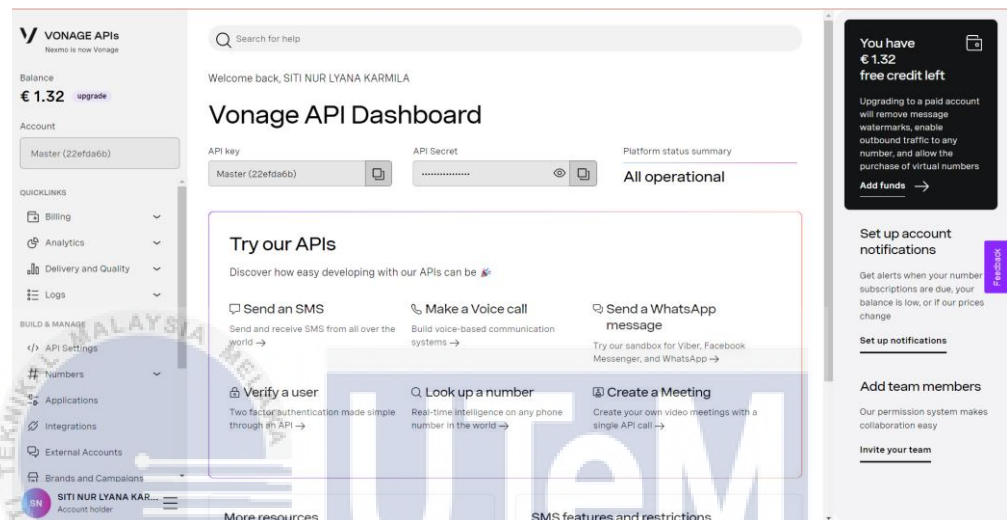 VONAGE APIs
Nexmo is now Vonage
Balance
€ 1.32 upgrade
Account
Master (22efda6b)
QUICKLINKS
Billing
Analytics
Delivery and Quality
Logs
BUILD & MANAGE
</> API Settings
Numbers
Applications
Integrations
External Accounts
Brands and Campaigns
SN
SITI NUR LYANA KAR...
Account holder
Search for help
Welcome back, SITI NUR LYANA KARMILA
Vonage API Dashboard
API key
Master (22efda6b)
API Secret
................
Platform status summary
All operational
Try our APIs
Discover how easy developing with our APIs can be
Send an SMS
Send and receive SMS from all over the
world →
Make a Voice call
Build voice-based communication
systems →
Send a WhatsApp
message
Try our sandbox for Viber, Facebook
Messenger, and WhatsApp →
Verify a user
Two factor authentication made simple
through an API →
Look up a number
Real-time intelligence on any phone
number in the world →
Create a Meeting
Create your own video meetings with a
single API call →
More resources
SMS features and restrictions
You have
€ 1.32
free credit left
Upgrading to a paid account
will remove message
watermarks, enable
outbound traffic to any
number, and allow the
purchase of virtual numbers
Add funds →
Set up account
notifications
Get alerts when your number
subscriptions are due, your
balance is low, or if our prices
change
Set up notifications
Add team members
Our permission system makes
collaboration easy
Invite your team
Feedback
UTeM
TEKNIKAL MALAYSIA